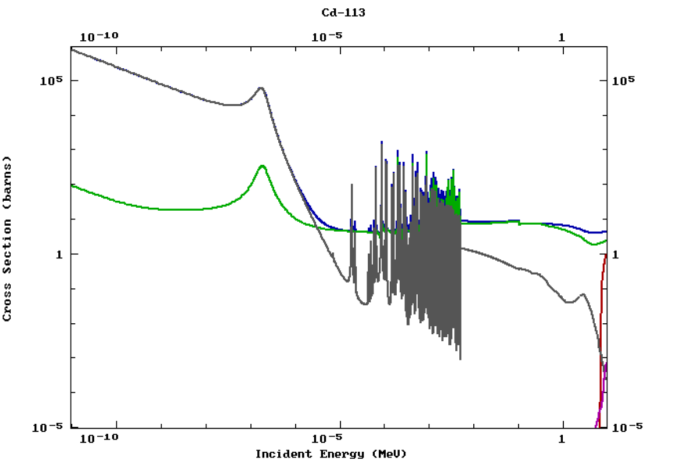 Cd-113
10-10 10-5 1
105 105
1 1
10-5 10-5
10-10 10-5 1
Incident Energy (MeV)
Cross Section (barns)